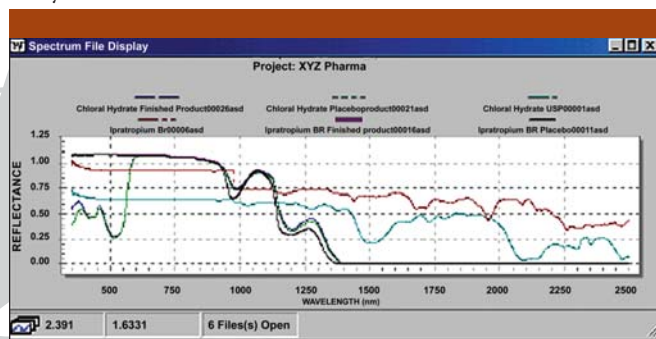 Spectrum File Display
Project: XYZ Pharma
Chloral Hydrate Finished Product00026asd Chloral Hydrate Placeboproduct00021asd Chloral Hydrate USP00001asd
Ipratropium Br00006asd Ipratropium BR Finished product00016asd Ipratropium BR Placebo00011asd
1.25
1.00
0.75
0.50
0.25
0.00
REFLECTANCE
500 750 1000 1250 1500 1750 2000 2250 2500
WAVELENGTH (nm)
2.391 1.6331 6 Files(s) Open